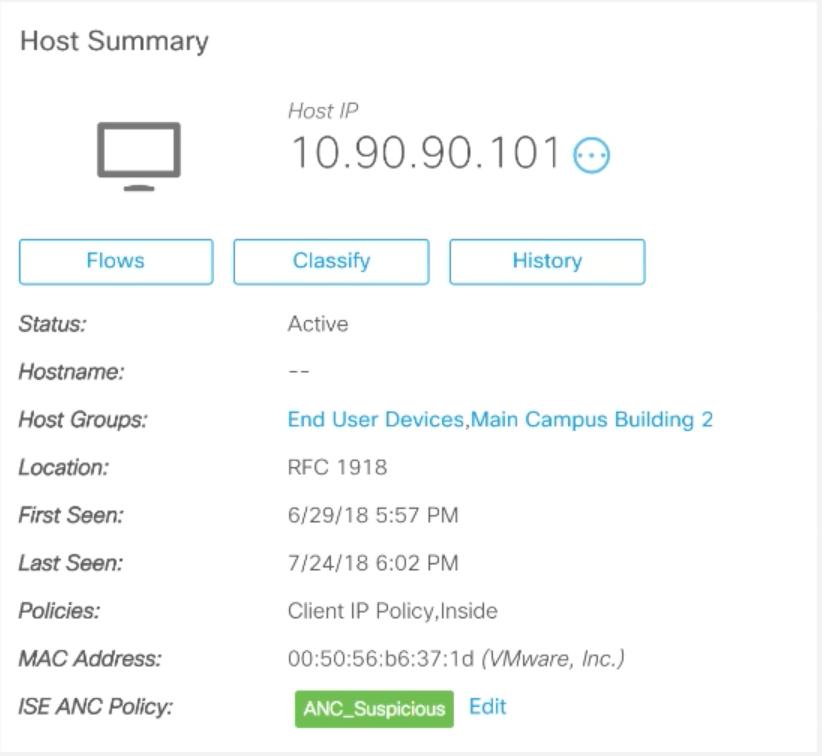 Host Summary
Host IP
10.90.90.101
Flows Classify History
Status: Active
Hostname: --
Host Groups: End User Devices,Main Campus Building 2
Location: RFC 1918
First Seen: 6/29/18 5:57 PM
Last Seen: 7/24/18 6:02 PM
Policies: Client IP Policy,Inside
MAC Address: 00:50:56:b6:37:1d (VMware, Inc.)
ISE ANC Policy: ANC_Suspicious Edit